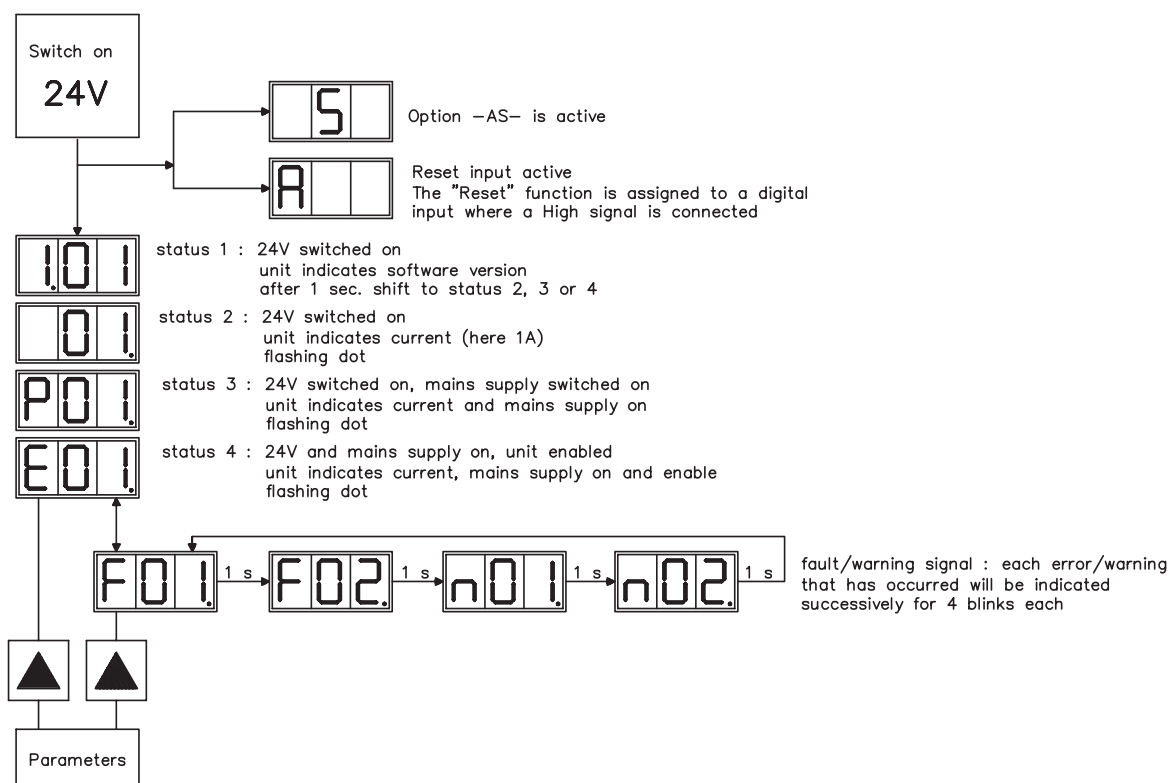 Switch on
24V
S
Option -AS- is active
A
Reset input active
The "Reset" function is assigned to a digital
input where a High signal is connected
1.01
status 1 : 24V switched on
unit indicates software version
after 1 sec. shift to status 2, 3 or 4
01.
status 2 : 24V switched on
unit indicates current (here 1A)
flashing dot
P01.
status 3 : 24V switched on, mains supply switched on
unit indicates current and mains supply on
flashing dot
E01.
status 4 : 24V and mains supply on, unit enabled
unit indicates current, mains supply on and enable
flashing dot
F01. 1 s F02. 1 s n01. 1 s n02. 1 s
fault/warning signal : each error/warning
that has occurred will be indicated
successively for 4 blinks each
Parameters